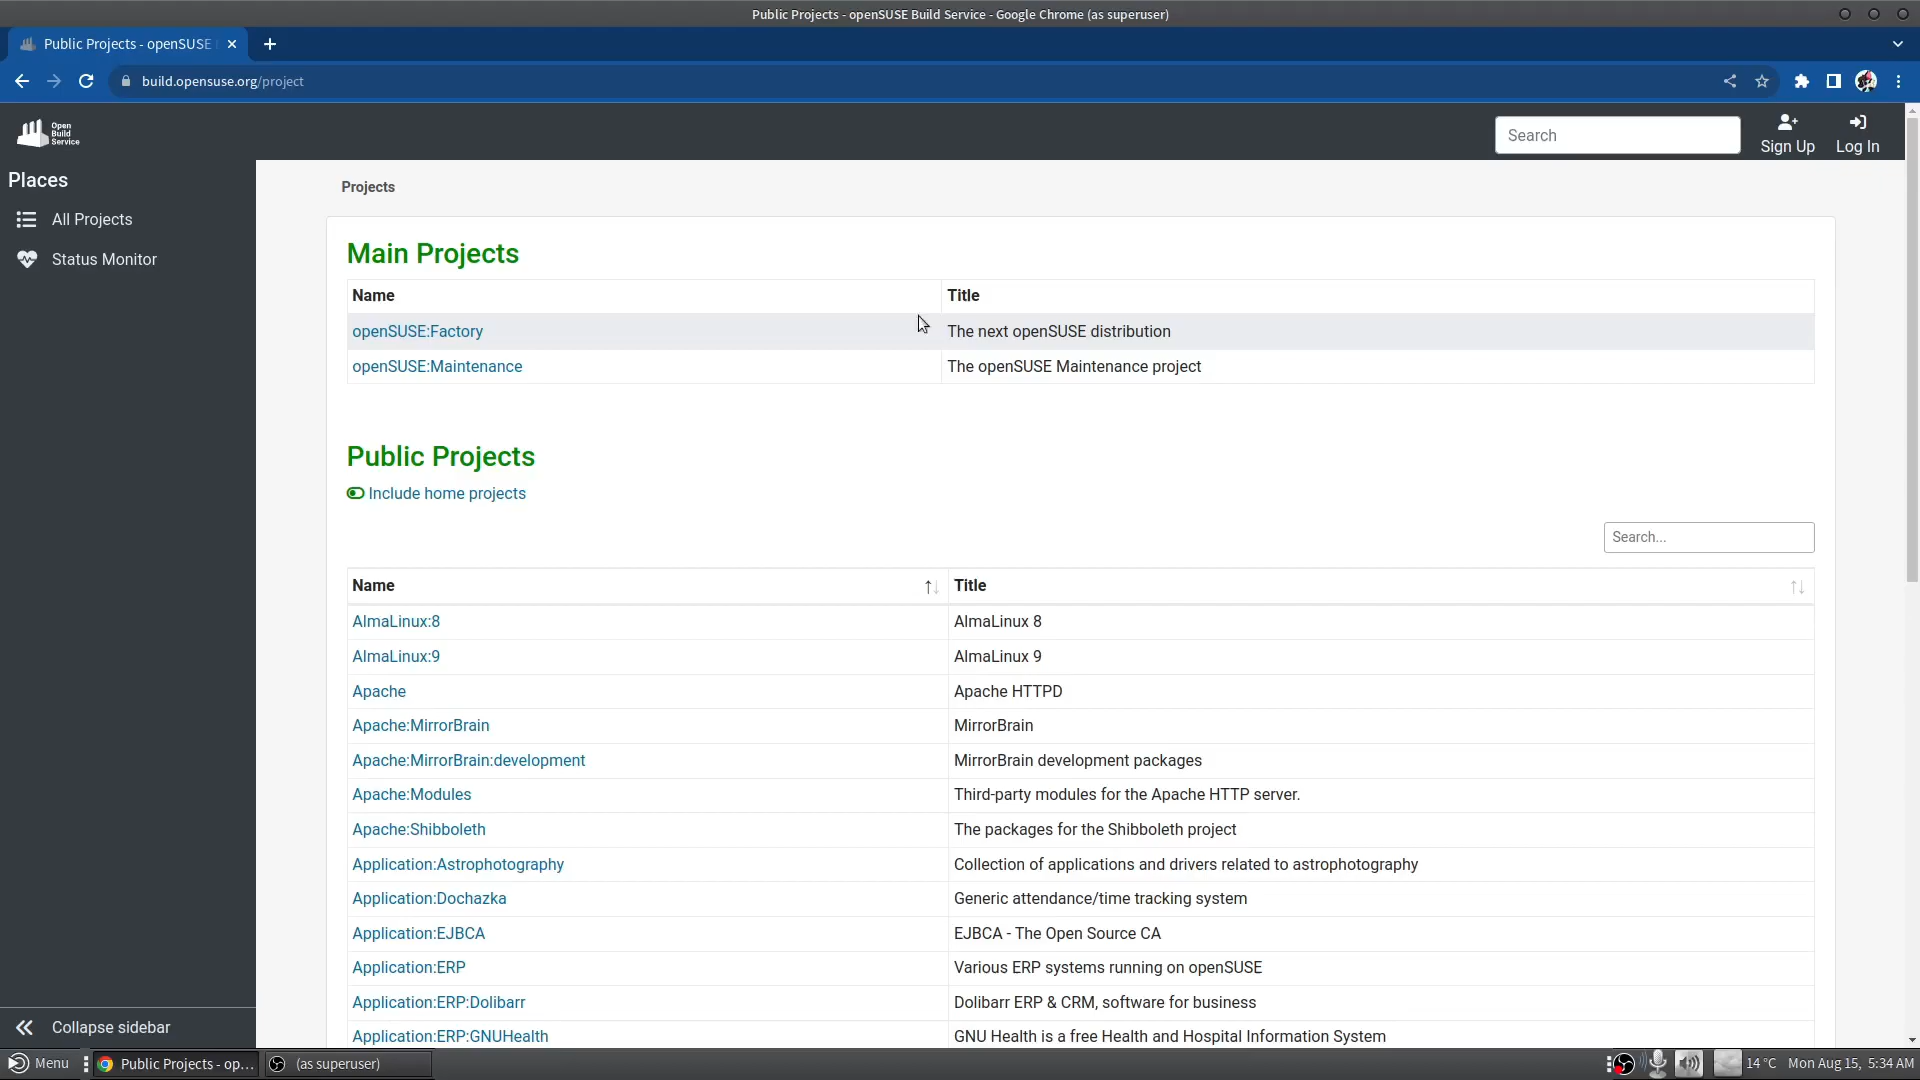 Public Projects - openSUSE Build Service - Google Chrome (as superuser)
Public Projects - openSUSE
build.opensuse.org/project
Open
Build
Service
Search
Sign Up
Log In
Places
All Projects
Status Monitor
Projects
Main Projects
Name Title
openSUSE:Factory The next openSUSE distribution
openSUSE:Maintenance The openSUSE Maintenance project
Public Projects
Include home projects
Search...
Name Title
AlmaLinux:8 AlmaLinux 8
AlmaLinux:9 AlmaLinux 9
Apache Apache HTTPD
Apache:MirrorBrain MirrorBrain
Apache:MirrorBrain:development MirrorBrain development packages
Apache:Modules Third-party modules for the Apache HTTP server.
Apache:Shibboleth The packages for the Shibboleth project
Application:Astrophotography Collection of applications and drivers related to astrophotography
Application:Dochazka Generic attendance/time tracking system
Application:EJBCA EJBCA - The Open Source CA
Application:ERP Various ERP systems running on openSUSE
Application:ERP:Dolibarr Dolibarr ERP & CRM, software for business
Application:ERP:GNUHealth GNU Health is a free Health and Hospital Information System
Collapse sidebar
Menu Public Projects - op... (as superuser) 14 °C Mon Aug 15, 5:34 AM